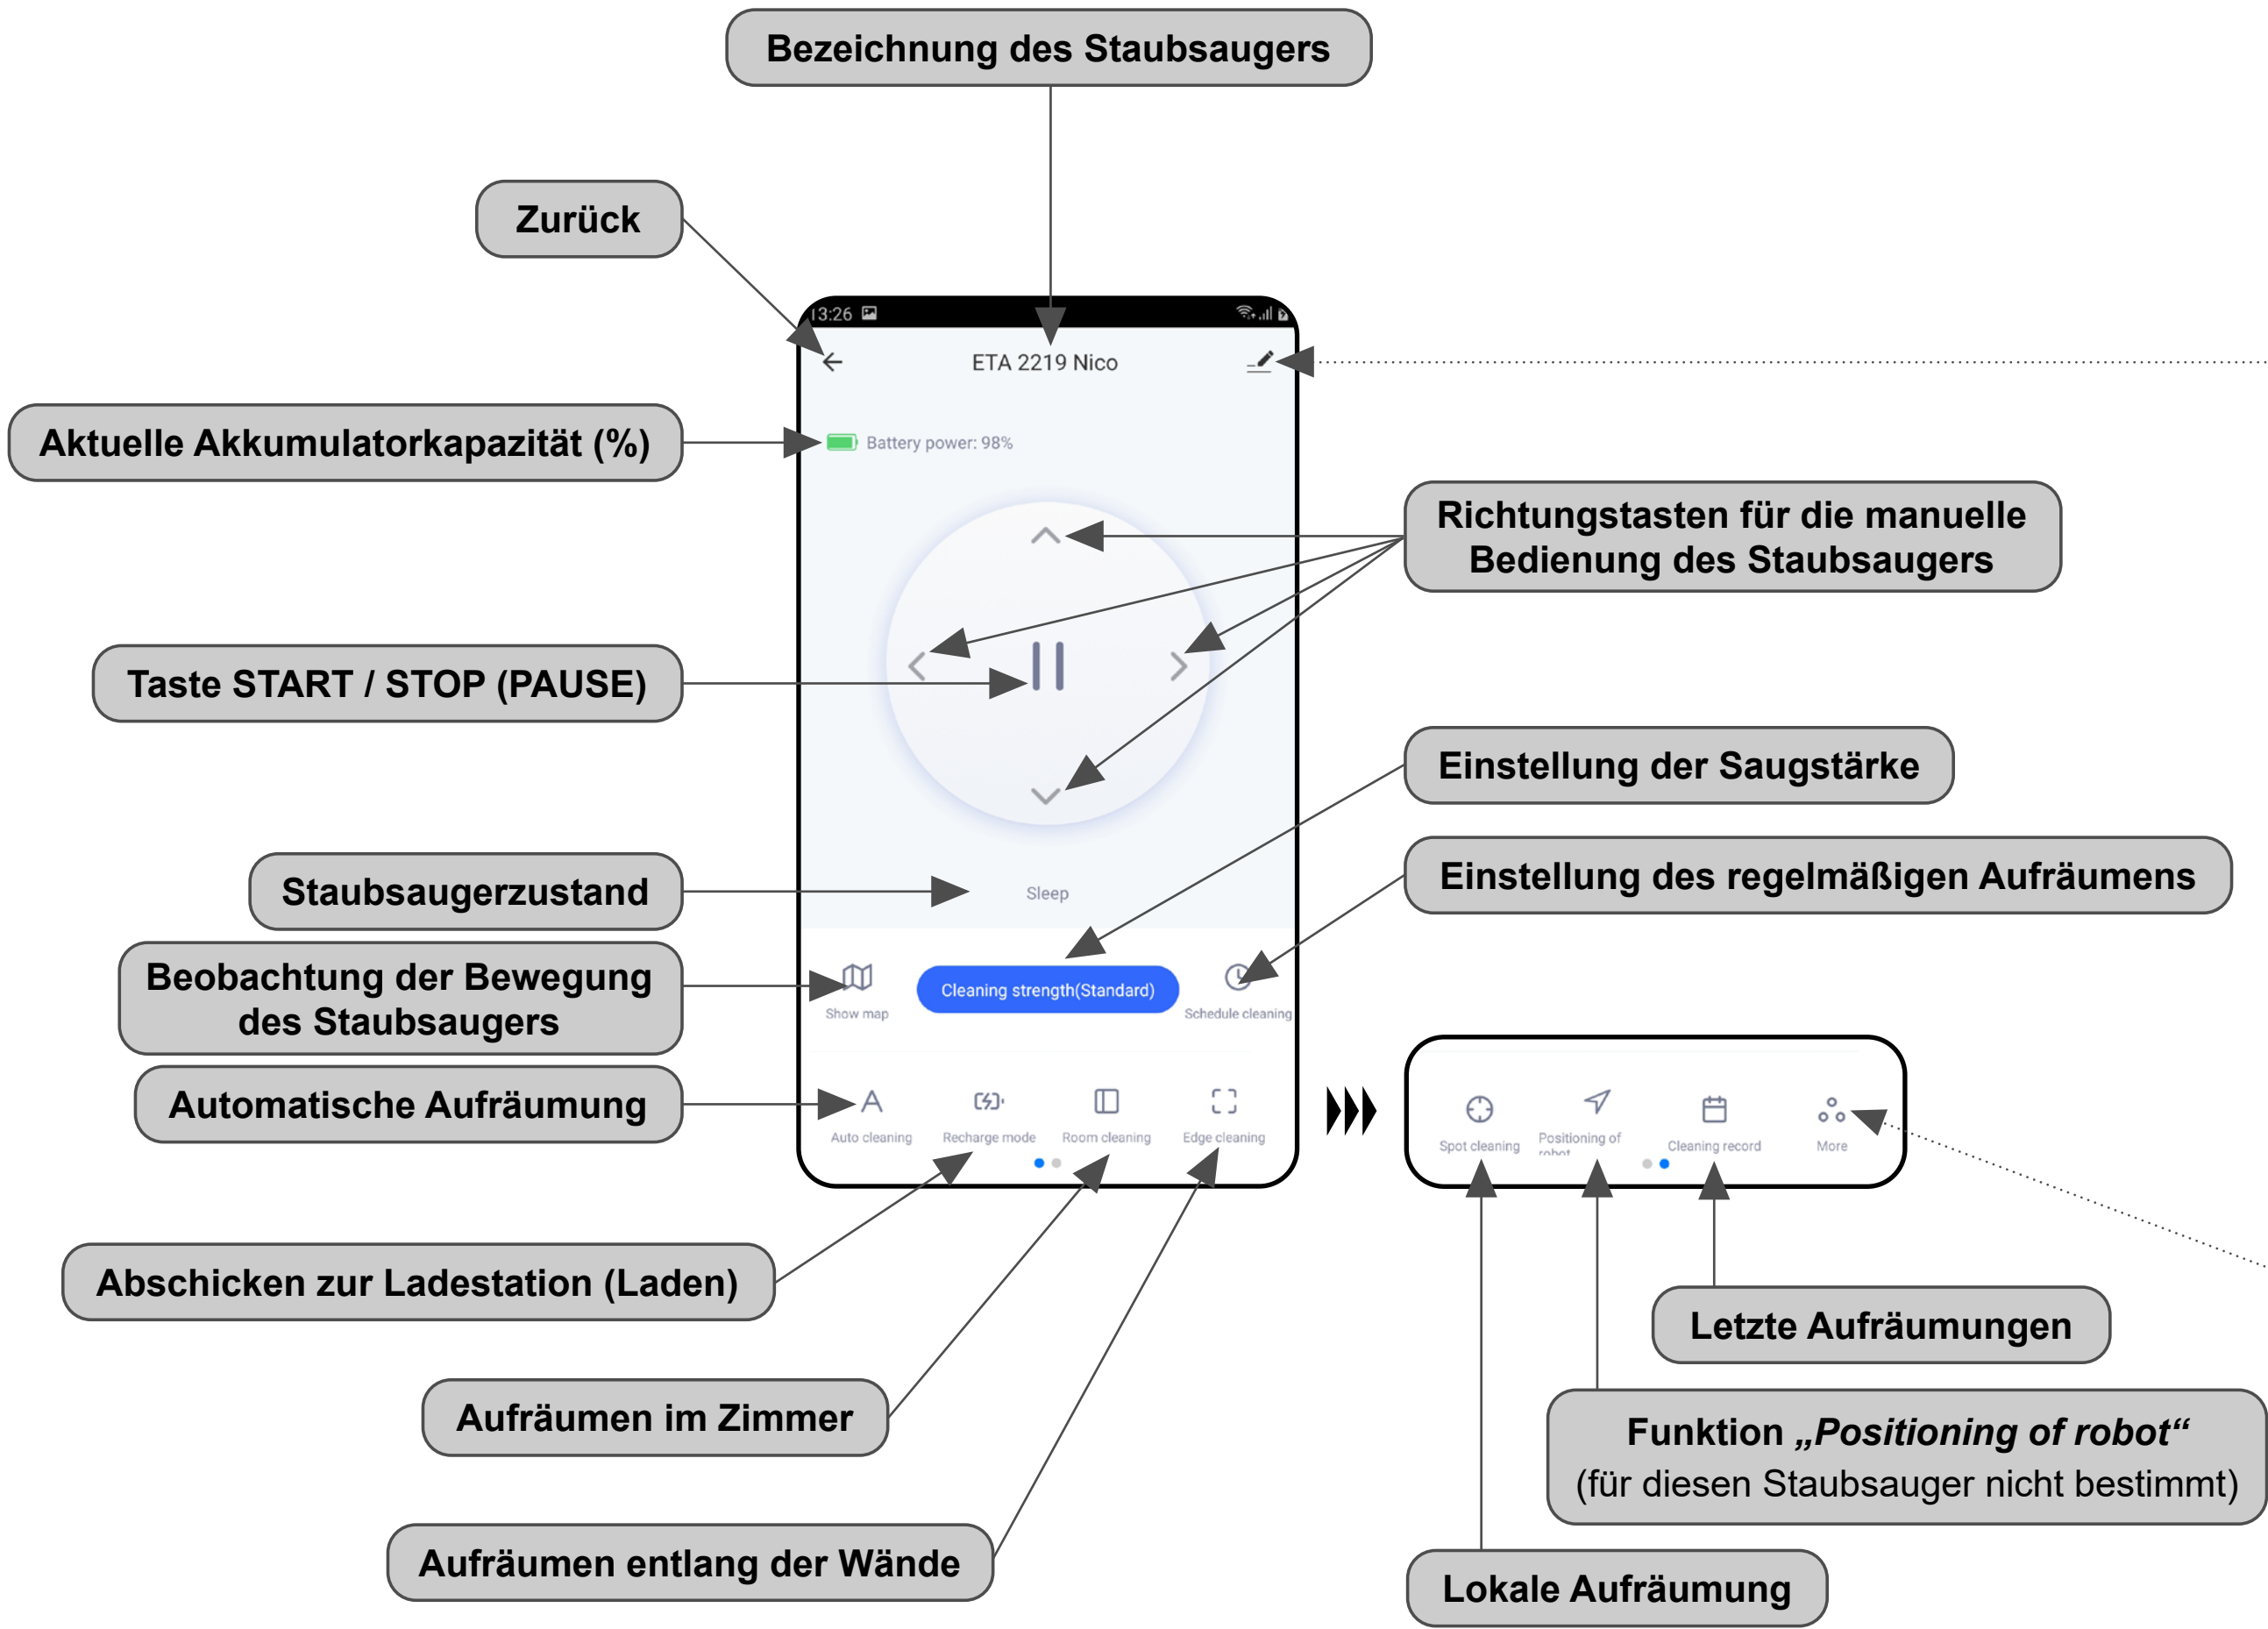 Bezeichnung des Staubsaugers
Zurück
13:26
ETA 2219 Nico
Aktuelle Akkumulatorkapazität (%)
Battery power: 98%
Richtungstasten für die manuelle
Bedienung des Staubsaugers
Taste START / STOP (PAUSE)
Einstellung der Saugstärke
Staubsaugerzustand
Sleep
Einstellung des regelmäßigen Aufräumens
Beobachtung der Bewegung
des Staubsaugers
Show map
Cleaning strength(Standard)
Schedule cleaning
Automatische Aufräumung
Auto cleaning
Recharge mode
Room cleaning
Edge cleaning
Spot cleaning
Positioning of
robot
Cleaning record
More
Abschicken zur Ladestation (Laden)
Letzte Aufräumungen
Aufräumen im Zimmer
Funktion „Positioning of robot“
(für diesen Staubsauger nicht bestimmt)
Aufräumen entlang der Wände
Lokale Aufräumung